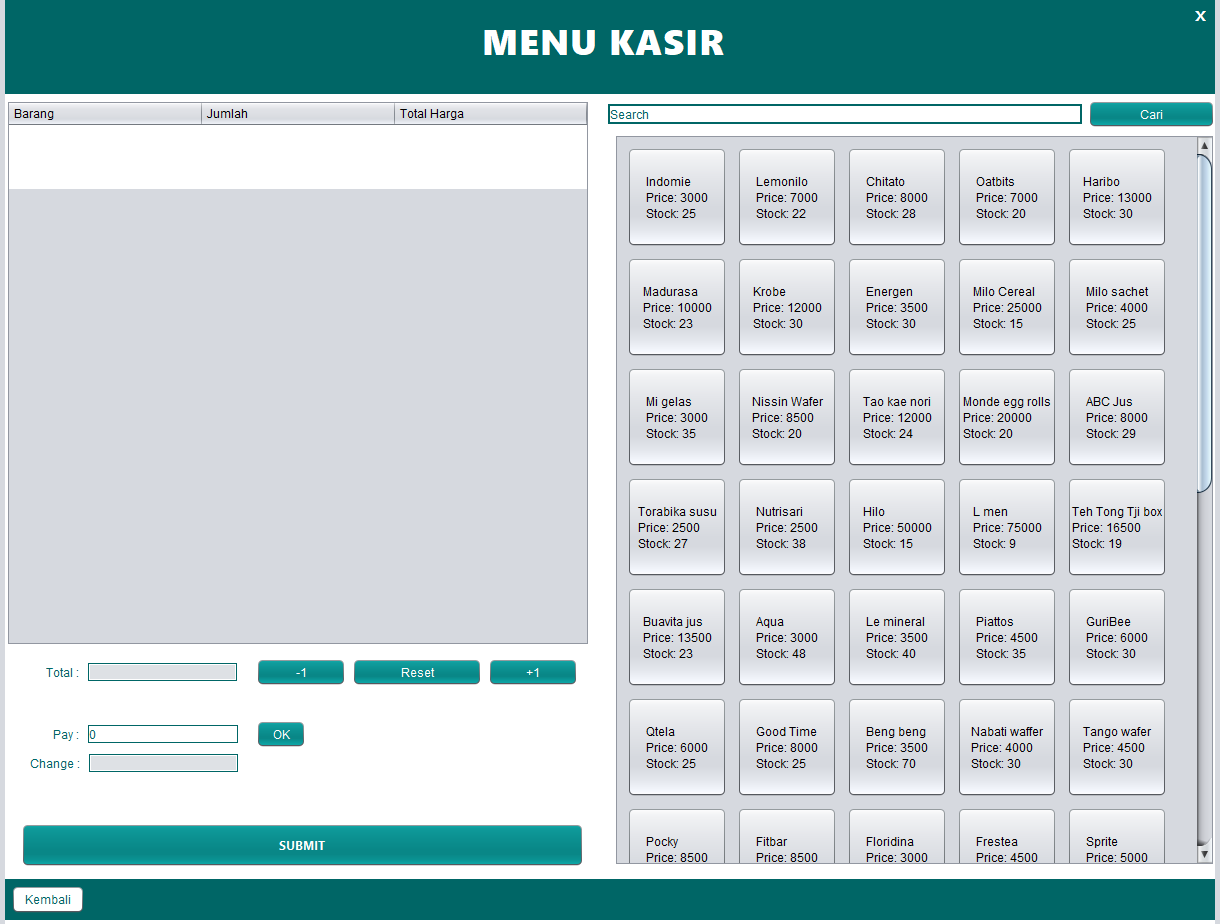 X
MENU KASIR
Barang Jumlah Total Harga
Search Cari
Indomie
Price: 3000
Stock: 25
Lemonilo
Price: 7000
Stock: 22
Chitato
Price: 8000
Stock: 28
Oatbits
Price: 7000
Stock: 20
Haribo
Price: 13000
Stock: 30
Madurasa
Price: 10000
Stock: 23
Krobe
Price: 12000
Stock: 30
Energen
Price: 3500
Stock: 30
Milo Cereal
Price: 25000
Stock: 15
Milo sachet
Price: 4000
Stock: 25
Mi gelas
Price: 3000
Stock: 35
Nissin Wafer
Price: 8500
Stock: 20
Tao kae nori
Price: 12000
Stock: 24
Monde egg rolls
Price: 20000
Stock: 20
ABC Jus
Price: 8000
Stock: 29
Torabika susu
Price: 2500
Stock: 27
Nutrisari
Price: 2500
Stock: 38
Hilo
Price: 50000
Stock: 15
L men
Price: 75000
Stock: 9
Teh Tong Tji box
Price: 16500
Stock: 19
Buavita jus
Price: 13500
Stock: 23
Aqua
Price: 3000
Stock: 48
Le mineral
Price: 3500
Stock: 40
Piattos
Price: 4500
Stock: 35
GuriBee
Price: 6000
Stock: 30
Qtela
Price: 6000
Stock: 25
Good Time
Price: 8000
Stock: 25
Beng beng
Price: 3500
Stock: 70
Nabati waffer
Price: 4000
Stock: 30
Tango wafer
Price: 4500
Stock: 30
Pocky
Price: 8500
Fitbar
Price: 8500
Floridina
Price: 3000
Frestea
Price: 4500
Sprite
Price: 5000
Total : -1 Reset +1
Pay : 0 OK
Change :
SUBMIT
Kembali